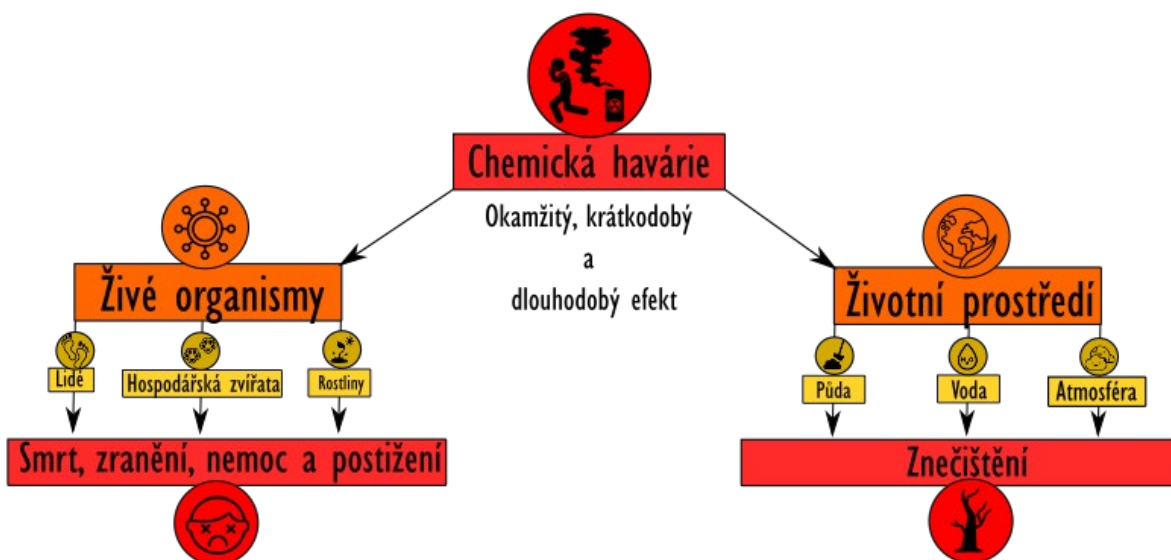 Chemická havárie
Okamžitý, krátkodobý
a
dlouhodobý efekt
Živé organismy
Lidé
Hospodářská zvířata
Rostliny
Smrt, zranění, nemoc a postižení
Životní prostředí
Půda
H₂O
Voda
Atmosféra
Znečištění